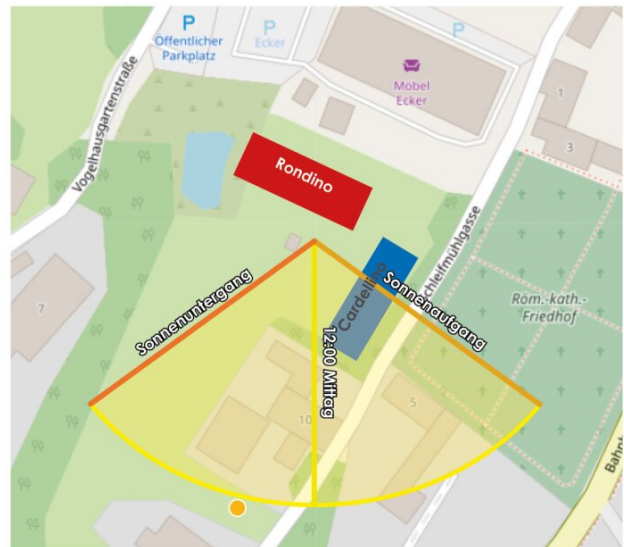 P
Öffentlicher
Parkplatz
P
Ecker
P
Möbel
Ecker
1
3
Vogelhausgartenstraße
Rondino
Schleifmühlgasse
Cardellino
Sonnenuntergang
Sonnenaufgang
12:00 Mittag
Röm.-kath.-
Friedhof
7
5
10